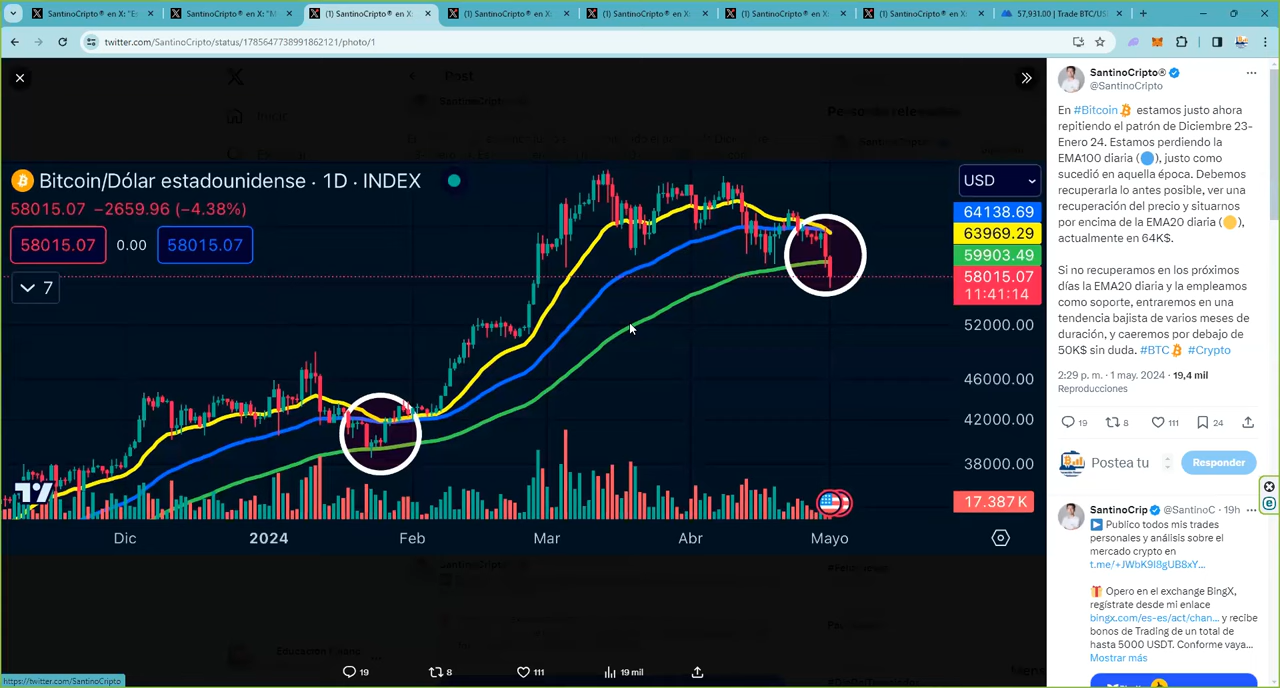 SantinoCripto® en X: "Es
SantinoCripto® en X: "M
(1) SantinoCripto® en X:
(1) SantinoCripto® en X:
(1) SantinoCripto® en X:
(1) SantinoCripto® en X:
(1) SantinoCripto® en X:
57,931.00 | Trade BTC/USD
twitter.com/SantinoCripto/status/1785647738991862121/photo/1
Post
Bitcoin/Dólar estadounidense · 1D · INDEX
58015.07 −2659.96 (−4.38%)
58015.07 0.00 58015.07
7
USD
64138.69
63969.29
59903.49
58015.07
11:41:14
52000.00
46000.00
42000.00
38000.00
17.387 K
Dic 2024 Feb Mar Abr Mayo
19 8 111 19 mil
https://twitter.com/SantinoCripto
SantinoCripto®
@SantinoCripto
En #Bitcoin estamos justo ahora
repitiendo el patrón de Diciembre 23-
Enero 24. Estamos perdiendo la
EMA100 diaria (🔵), justo como
sucedió en aquella época. Debemos
recuperarla lo antes posible, ver una
recuperación del precio y situarnos
por encima de la EMA20 diaria (🟡),
actualmente en 64K$.
Si no recuperamos en los próximos
días la EMA20 diaria y la empleamos
como soporte, entraremos en una
tendencia bajista de varios meses de
duración, y caeremos por debajo de
50K$ sin duda. #BTC #Crypto
2:29 p. m. · 1 may. 2024 · 19,4 mil
Reproducciones
19 8 111 24
Postea tu
Responder
SantinoCrip @SantinoC · 19h
Publico todos mis trades
personales y análisis sobre el
mercado crypto en
t.me/+JWbK9I8gUB8xY...
Opero en el exchange BingX,
regístrate desde mi enlace
bingx.com/es-es/act/chan... y recibe
bonos de Trading de un total de
hasta 5000 USDT. Conforme vaya...
Mostrar más